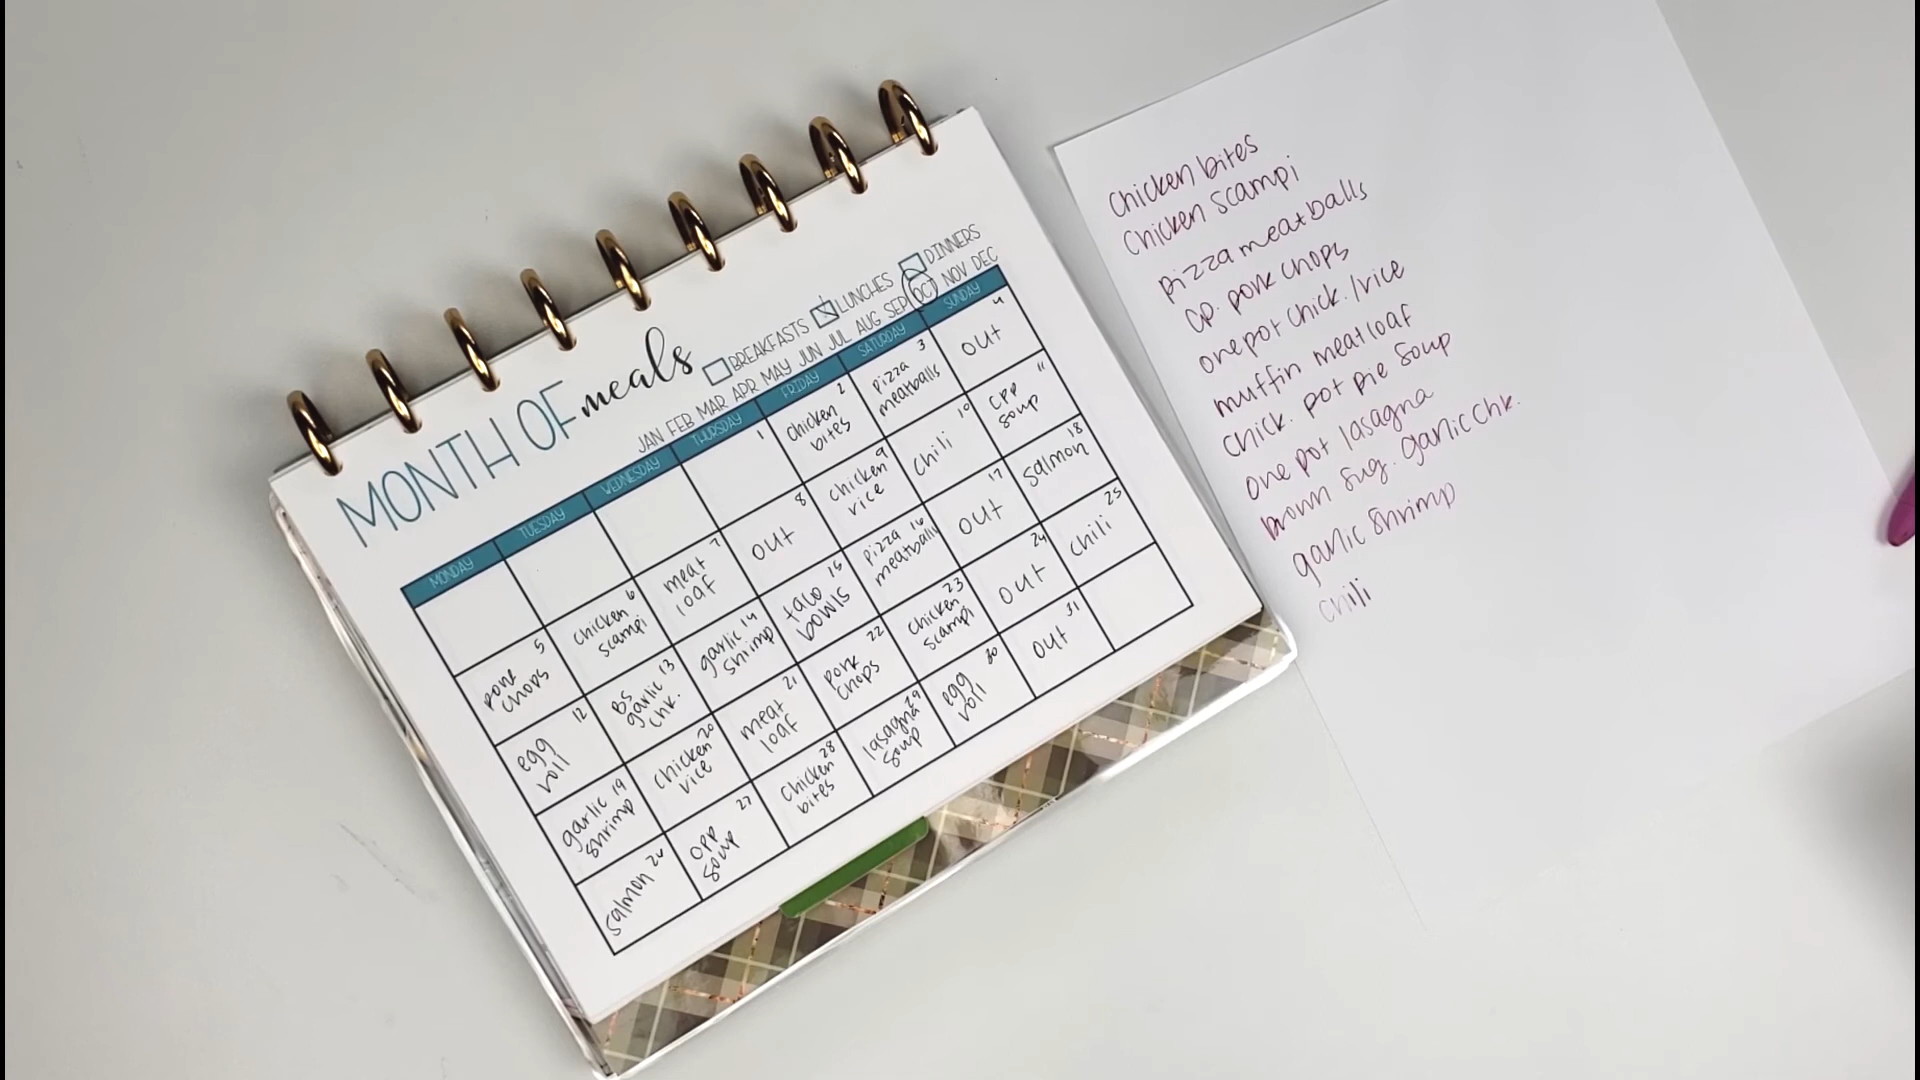 MONTH OF meals
BREAKFASTS LUNCHES DINNERS
JAN FEB MAR APR MAY JUN JUL AUG SEP OCT NOV DEC
MONDAY TUESDAY WEDNESDAY THURSDAY FRIDAY SATURDAY SUNDAY
1
2
chicken
bites
3
pizza
meatballs
4
out
5
pork
chops
6
chicken
scampi
7
meat
loaf
8
out
9
chicken
rice
10
chili
11
CPP
soup
12
egg
roll
13
BS
garlic
chk.
14
garlic
shrimp
15
taco
bowls
16
pizza
meatballs
17
out
18
salmon
19
garlic
shrimp
20
chicken
rice
21
meat
loaf
22
pork
chops
23
chicken
scampi
24
out
25
chili
26
salmon
27
CPP
soup
28
chicken
bites
29
lasagna
soup
30
egg
roll
31
out
chicken bites
chicken scampi
pizza meatballs
cp. pork chops
one pot chick./rice
muffin meatloaf
chick. pot pie soup
one pot lasagna
brown sug. garlic chk.
garlic shrimp
chili